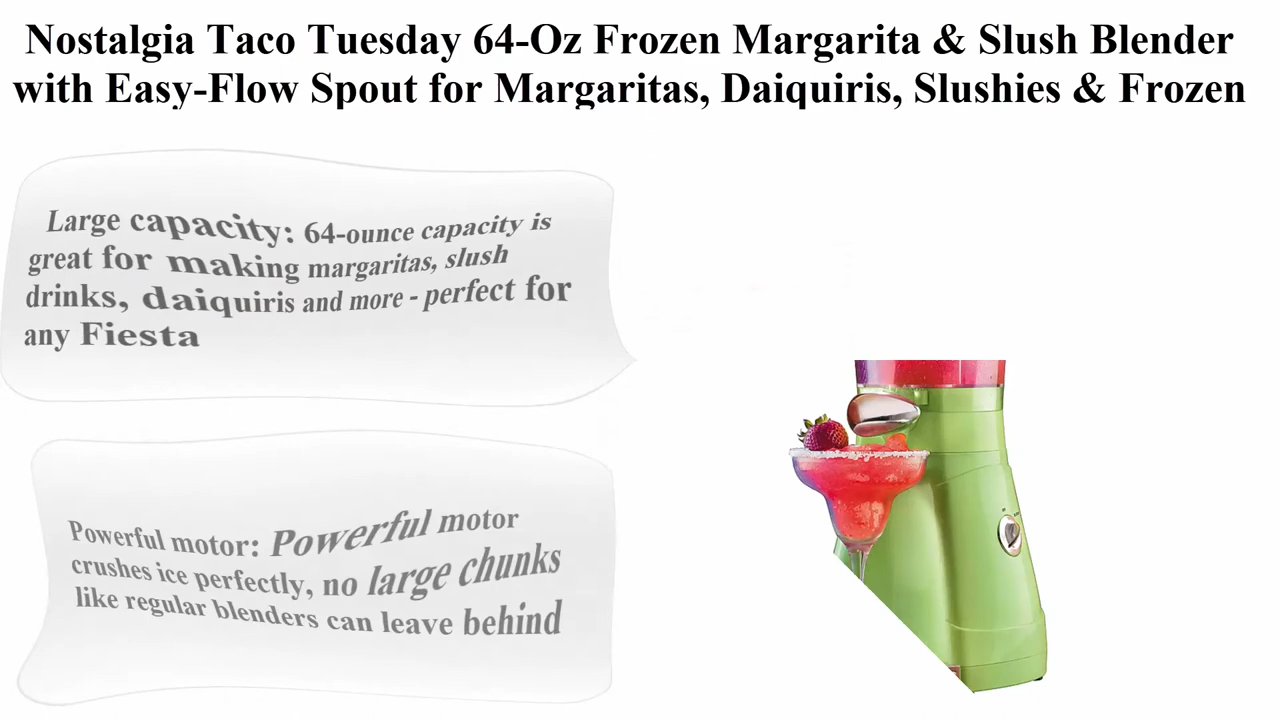 Nostalgia Taco Tuesday 64-Oz Frozen Margarita & Slush Blender
with Easy-Flow Spout for Margaritas, Daiquiris, Slushies & Frozen
Large capacity: 64-ounce capacity is
great for making margaritas, slush
drinks, daiquiris and more - perfect for
any Fiesta
Powerful motor: Powerful motor
crushes ice perfectly, no large chunks
like regular blenders can leave behind